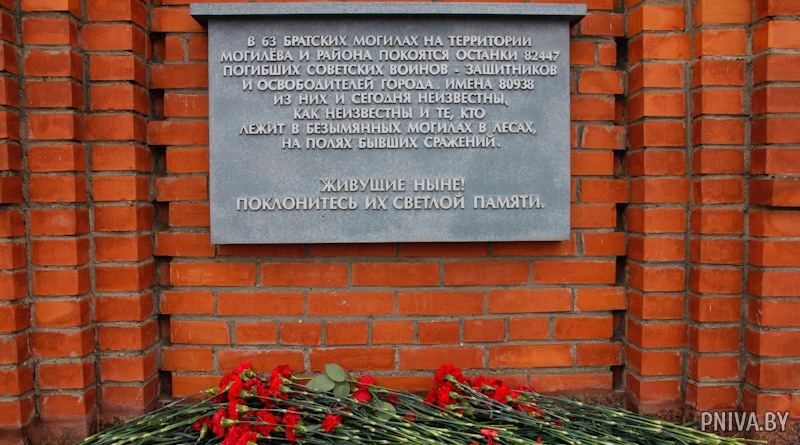 В 63 БРАТСКИХ МОГИЛАХ НА ТЕРРИТОРИИ
МОГИЛЁВА И РАЙОНА ПОКОЯТСЯ ОСТАНКИ 82447
ПОГИБШИХ СОВЕТСКИХ ВОИНОВ - ЗАЩИТНИКОВ
И ОСВОБОДИТЕЛЕЙ ГОРОДА. ИМЕНА 80938
ИЗ НИХ И СЕГОДНЯ НЕИЗВЕСТНЫ,
КАК НЕИЗВЕСТНЫ И ТЕ, КТО
ЛЕЖИТ В БЕЗЫМЯННЫХ МОГИЛАХ В ЛЕСАХ,
НА ПОЛЯХ БЫВШИХ СРАЖЕНИЙ.
ЖИВУЩИЕ НЫНЕ!
ПОКЛОНИТЕСЬ ИХ СВЕТЛОЙ ПАМЯТИ.
PNIVA.BY